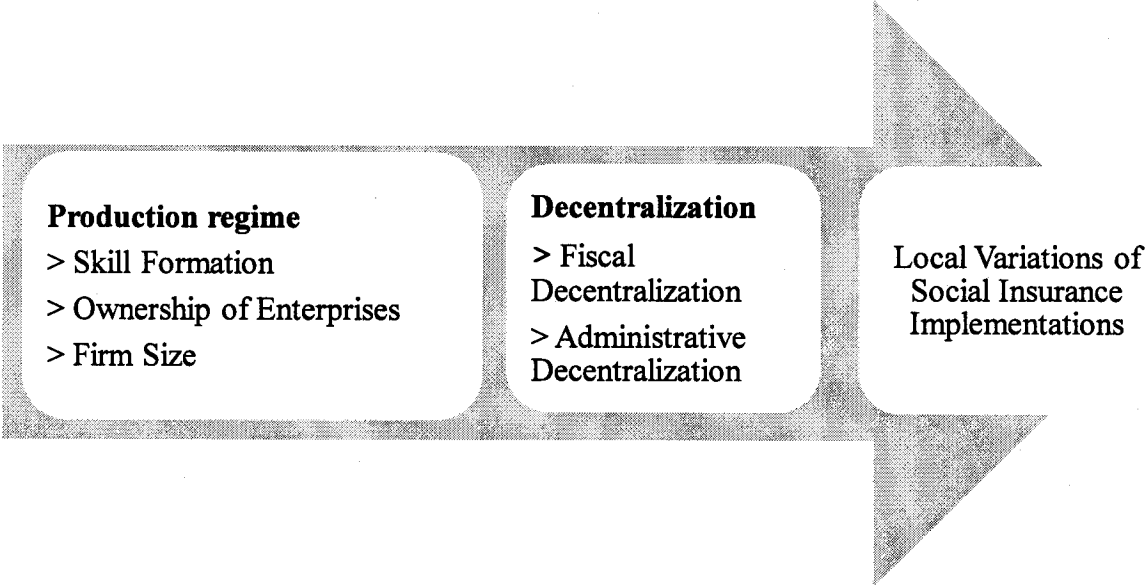 Production regime
> Skill Formation
> Ownership of Enterprises
> Firm Size
Decentralization
> Fiscal
Decentralization
> Administrative
Decentralization
Local Variations of
Social Insurance
Implementations